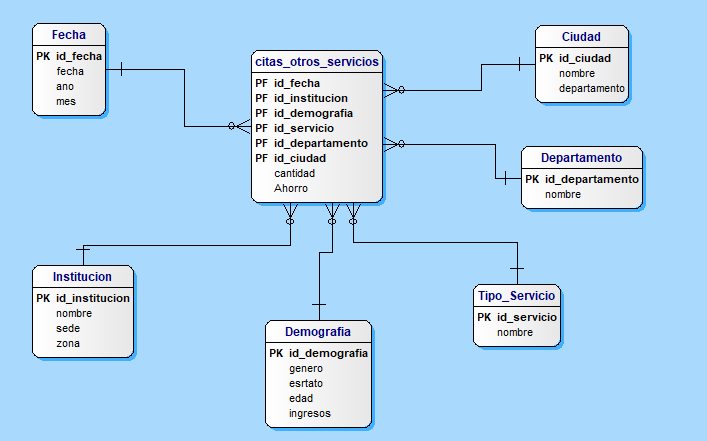 Fecha
PK id_fecha
fecha
ano
mes
citas_otros_servicios
PF id_fecha
PF id_institucion
PF id_demografia
PF id_servicio
PF id_departamento
PF id_ciudad
cantidad
Ahorro
Ciudad
PK id_ciudad
nombre
departamento
Departamento
PK id_departamento
nombre
Institucion
PK id_institucion
nombre
sede
zona
Demografia
PK id_demografia
genero
esrtato
edad
ingresos
Tipo_Servicio
PK id_servicio
nombre